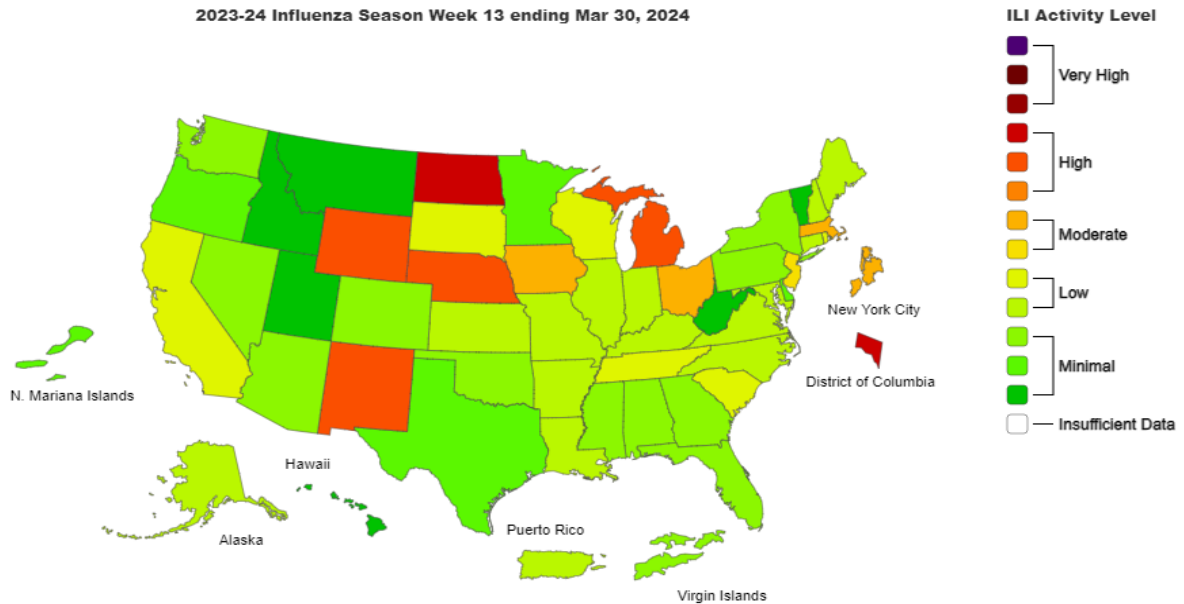 2023-24 Influenza Season Week 13 ending Mar 30, 2024
ILI Activity Level
Very High
High
Moderate
Low
Minimal
Insufficient Data
New York City
District of Columbia
N. Mariana Islands
Hawaii
Alaska
Puerto Rico
Virgin Islands